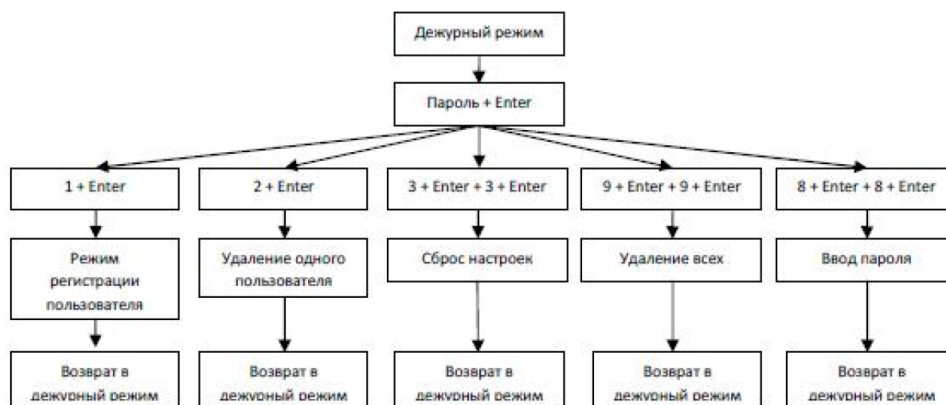 Дежурный режим
Пароль + Enter
1 + Enter
2 + Enter
3 + Enter + 3 + Enter
9 + Enter + 9 + Enter
8 + Enter + 8 + Enter
Режим
регистрации
пользователя
Удаление одного
пользователя
Сброс настроек
Удаление всех
Ввод пароля
Возврат в
дежурный режим
Возврат в
дежурный режим
Возврат в
дежурный режим
Возврат в
дежурный режим
Возврат в
дежурный режим